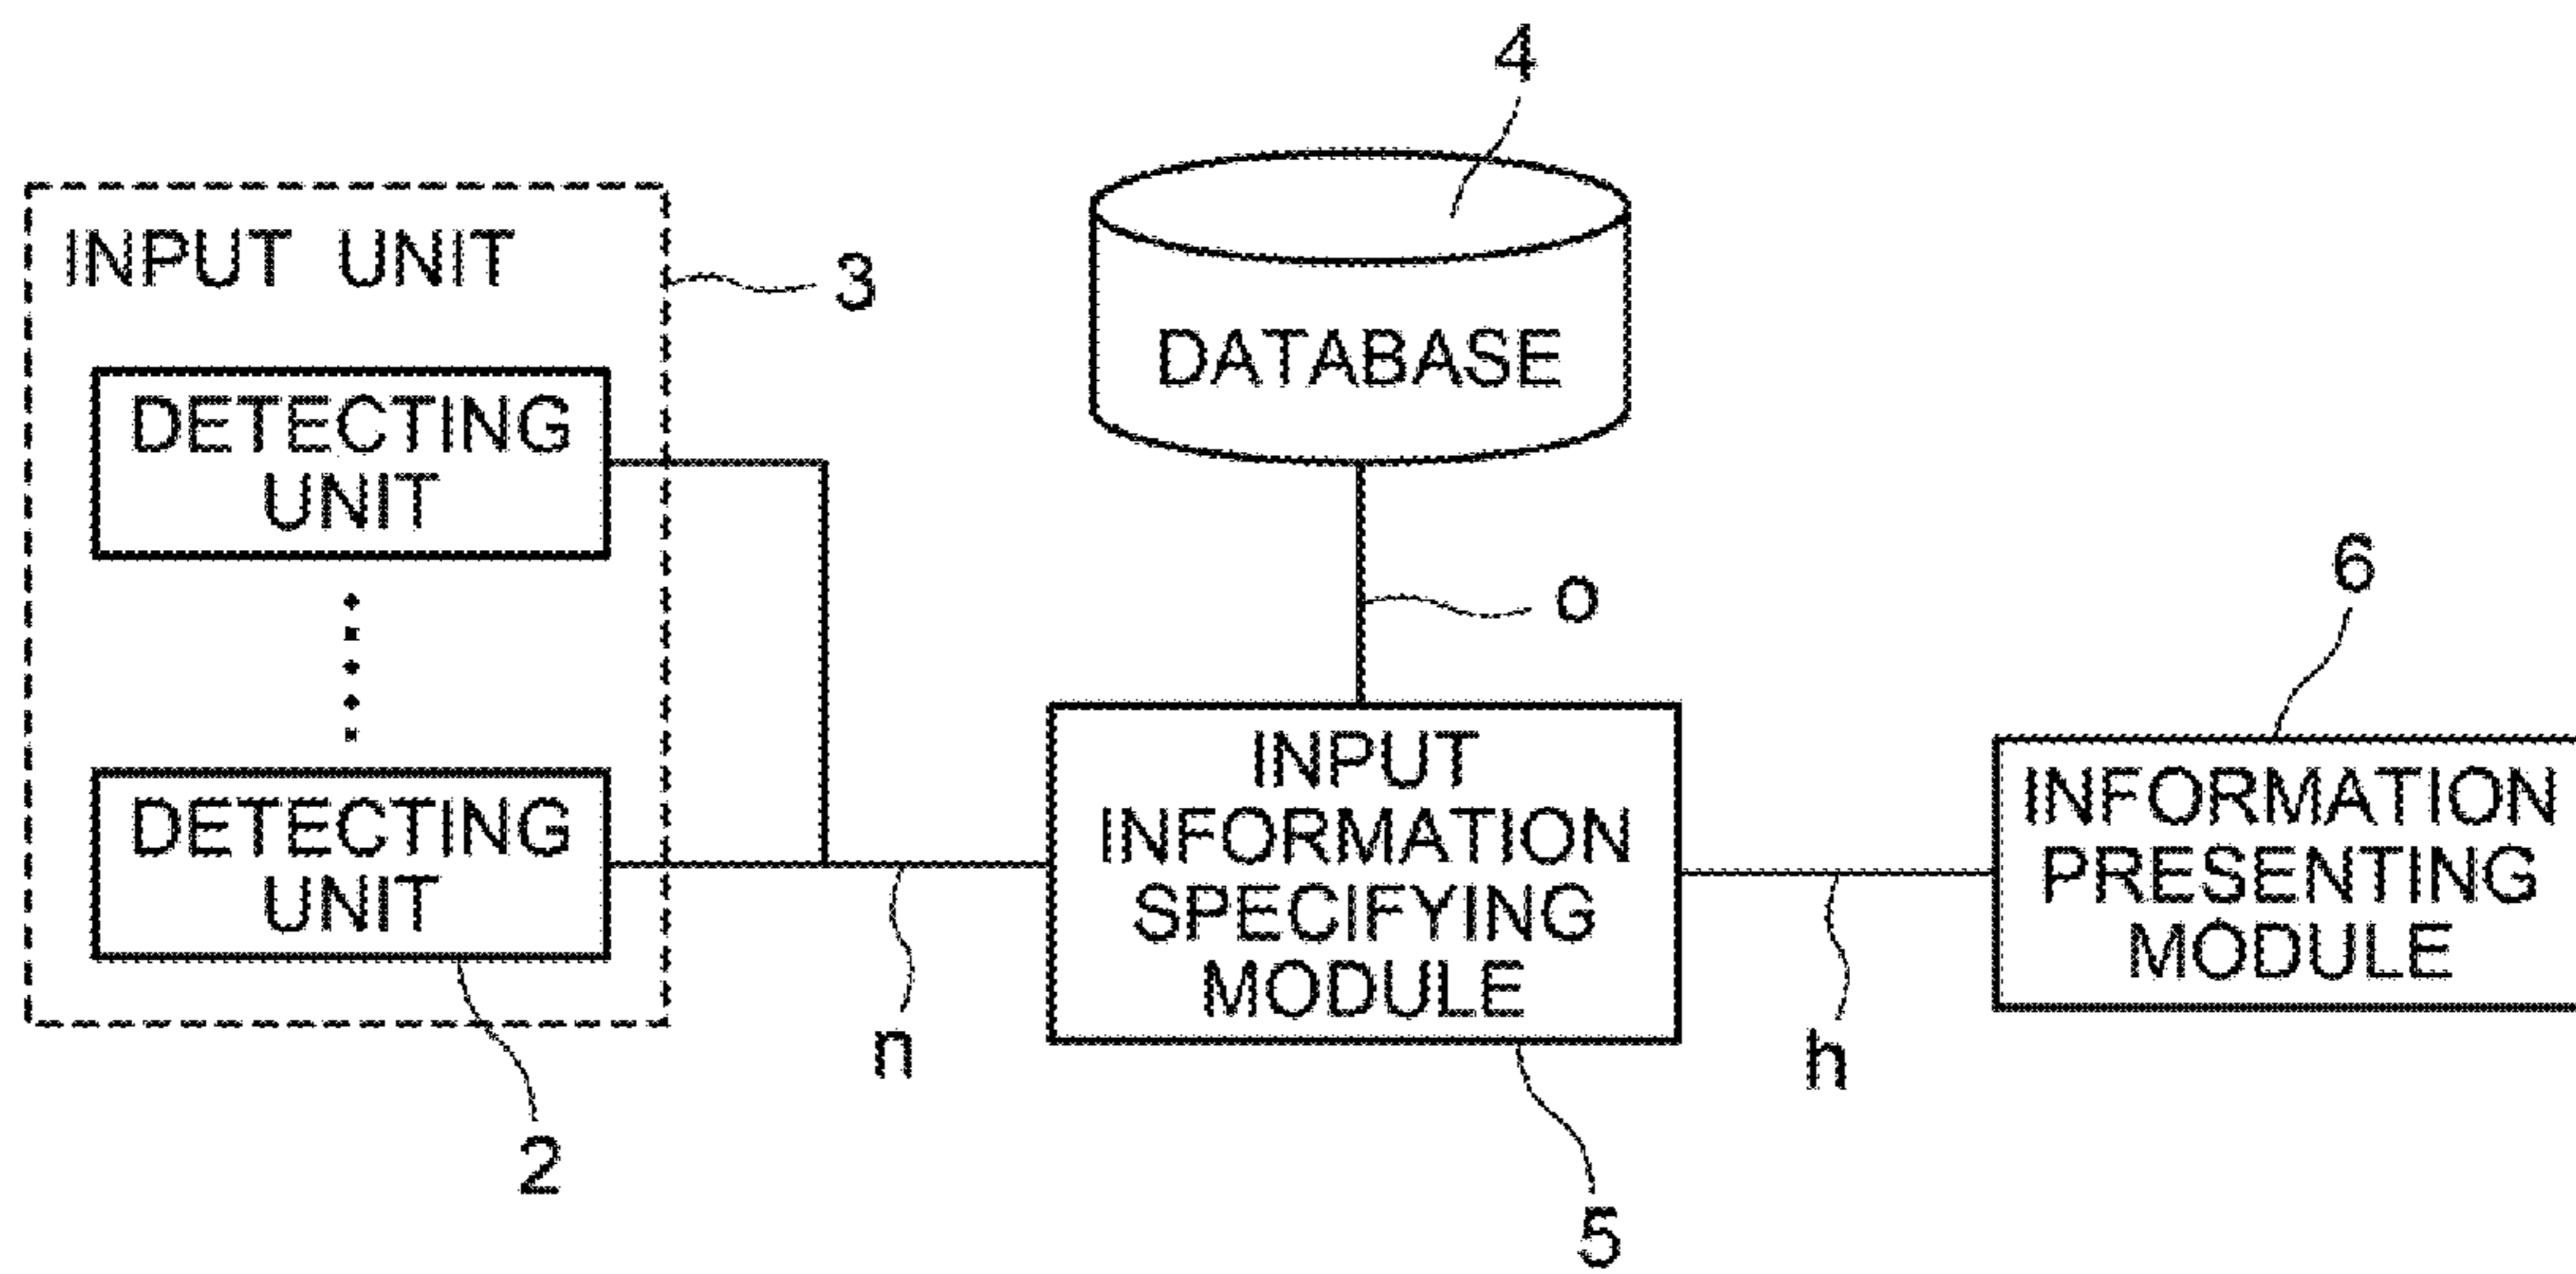 4
INPUT UNIT
3
DATABASE
DETECTING
UNIT
o
6
DETECTING
UNIT
INPUT
INFORMATION
SPECIFYING
MODULE
INFORMATION
PRESENTING
MODULE
n
h
2
5